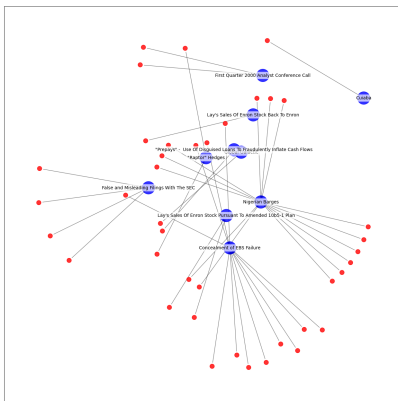 First Quarter 2000 Analyst Conference Call
Cuiaba
Lay's Sales Of Enron Stock Back To Enron
"Prepays" - Use Of Disguised Loans To Fraudulently Inflate Cash Flows
"Raptor" Hedges
False and Misleading Filings With The SEC
Nigerian Barges
Lay's Sales Of Enron Stock Pursuant To Amended 10b5-1 Plan
Concealment of EBS Failure